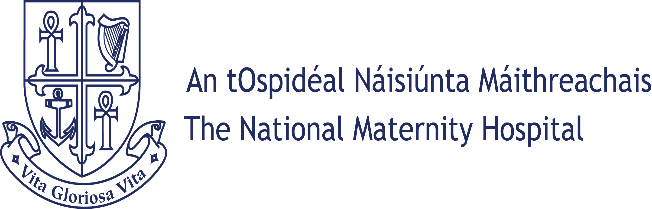 An tOspidéal Náisiúnta Máithreachais
The National Maternity Hospital
Vita Gloriosa Vita